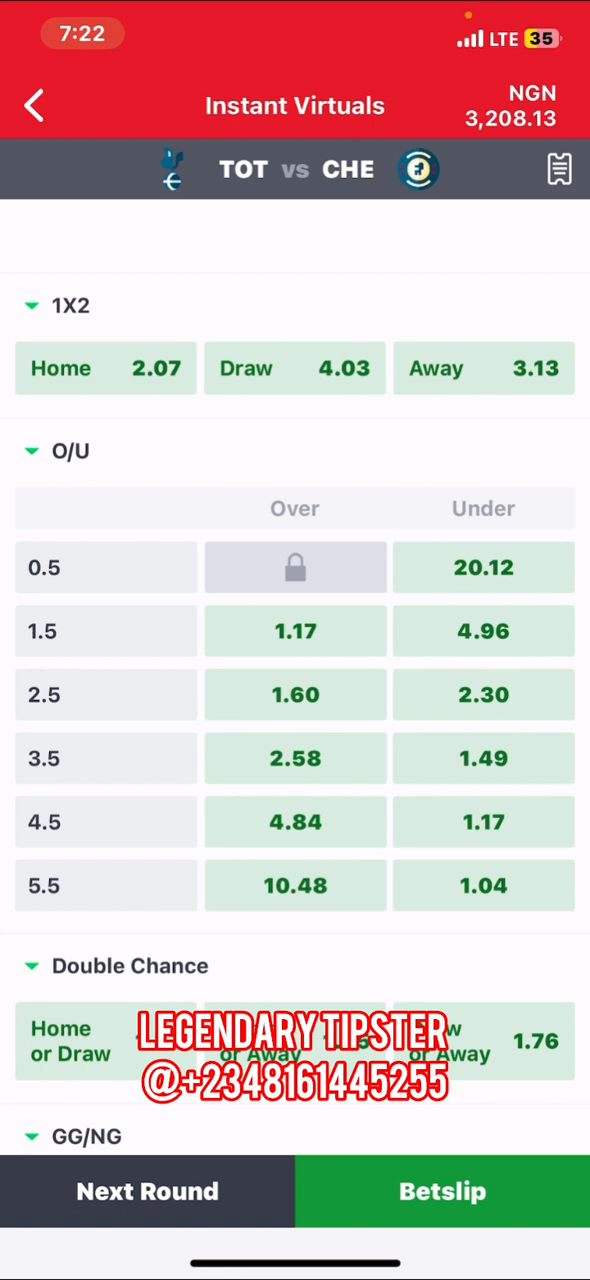 7:22
LTE 35
Instant Virtuals
NGN
3,208.13
TOT vs CHE
1X2
Home 2.07 Draw 4.03 Away 3.13
O/U
Over Under
0.5 20.12
1.5 1.17 4.96
2.5 1.60 2.30
3.5 2.58 1.49
4.5 4.84 1.17
5.5 10.48 1.04
Double Chance
Home
or Draw
or Away
or Away 1.76
LEGENDARY TIPSTER
@+2348161445255
GG/NG
Next Round Betslip